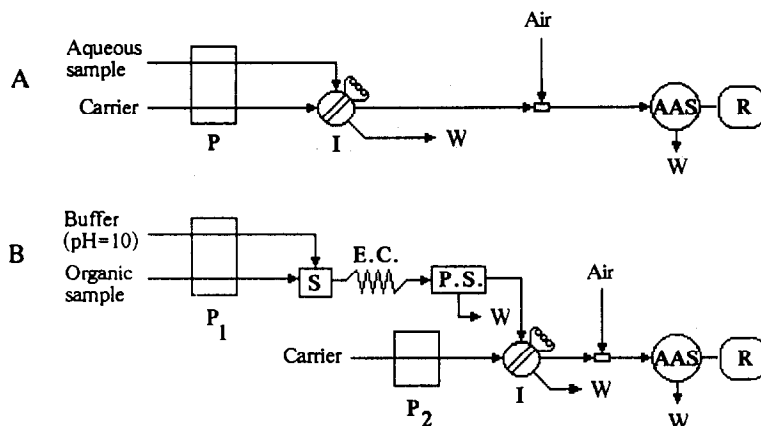 A
Aqueous
sample
Carrier
P
I
W
Air
AAS
R
W
B
Buffer
(pH=10)
Organic
sample
P1
S
E.C.
P.S.
W
Carrier
P2
I
W
Air
AAS
R
W